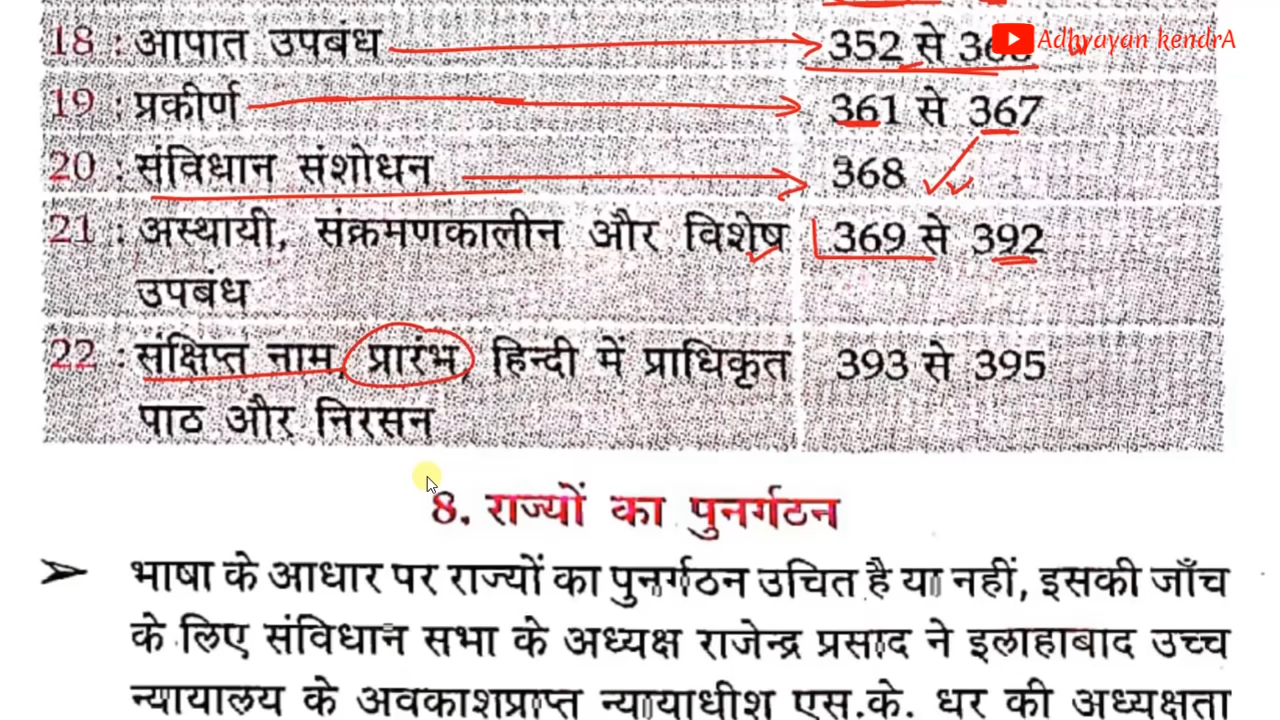 Adhyayan kendrA
18 : आपात उपबंध 352 से 360
19 : प्रकीर्ण 361 से 367
20 : संविधान संशोधन 368
21 : अस्थायी, संक्रमणकालीन और विशेष 369 से 392
उपबंध
22 : संक्षिप्त नाम, प्रारंभ, हिन्दी में प्राधिकृत 393 से 395
पाठ और निरसन
8. राज्यों का पुनर्गठन
➢ भाषा के आधार पर राज्यों का पुनर्गठन उचित है या नहीं, इसकी जाँच
के लिए संविधान सभा के अध्यक्ष राजेन्द्र प्रसाद ने इलाहाबाद उच्च
न्यायालय के अवकाशप्राप्त न्यायाधीश एस.के. धर की अध्यक्षता